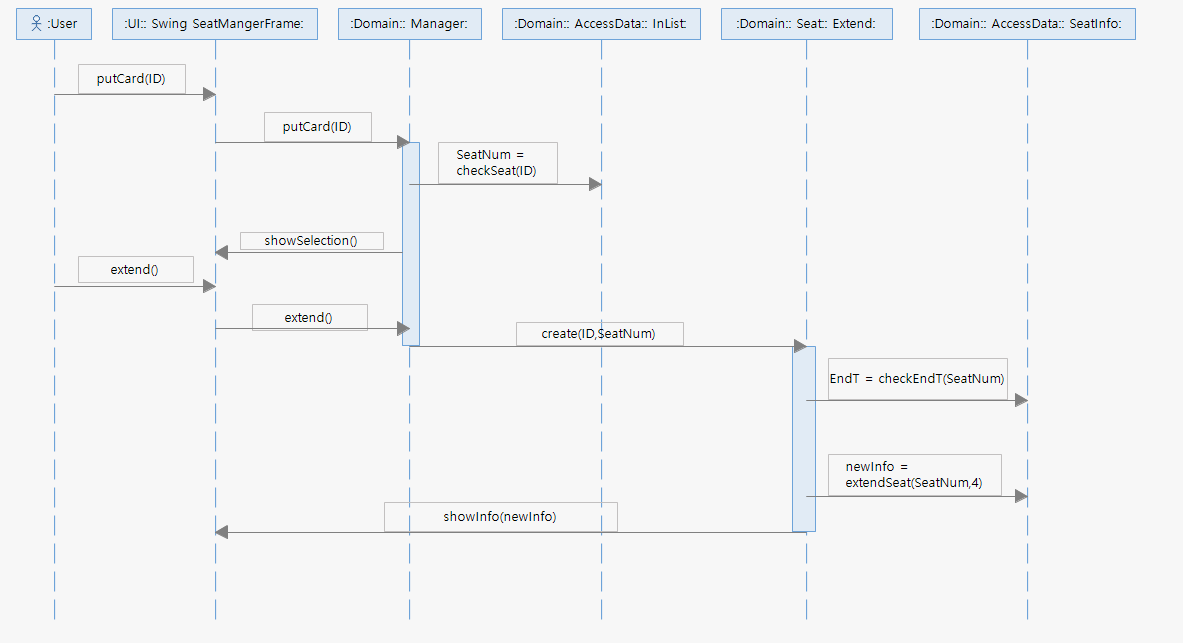 :User
:UI:: Swing SeatMangerFrame:
:Domain:: Manager:
:Domain:: AccessData:: InList:
:Domain:: Seat:: Extend:
:Domain:: AccessData:: SeatInfo:
putCard(ID)
putCard(ID)
SeatNum =
checkSeat(ID)
showSelection()
extend()
extend()
create(ID,SeatNum)
EndT = checkEndT(SeatNum)
newInfo =
extendSeat(SeatNum,4)
showInfo(newInfo)